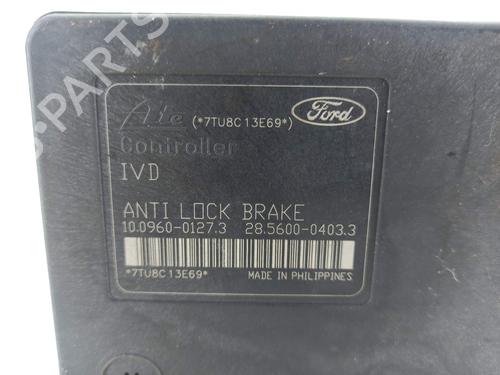 Ate (*7TU8C13E69*) Ford
Controller
IVD
ANTI LOCK BRAKE
10.0960-0127.3 28.5600-0403.3
*7TU8C13E69* MADE IN PHILIPPINES
PARTS